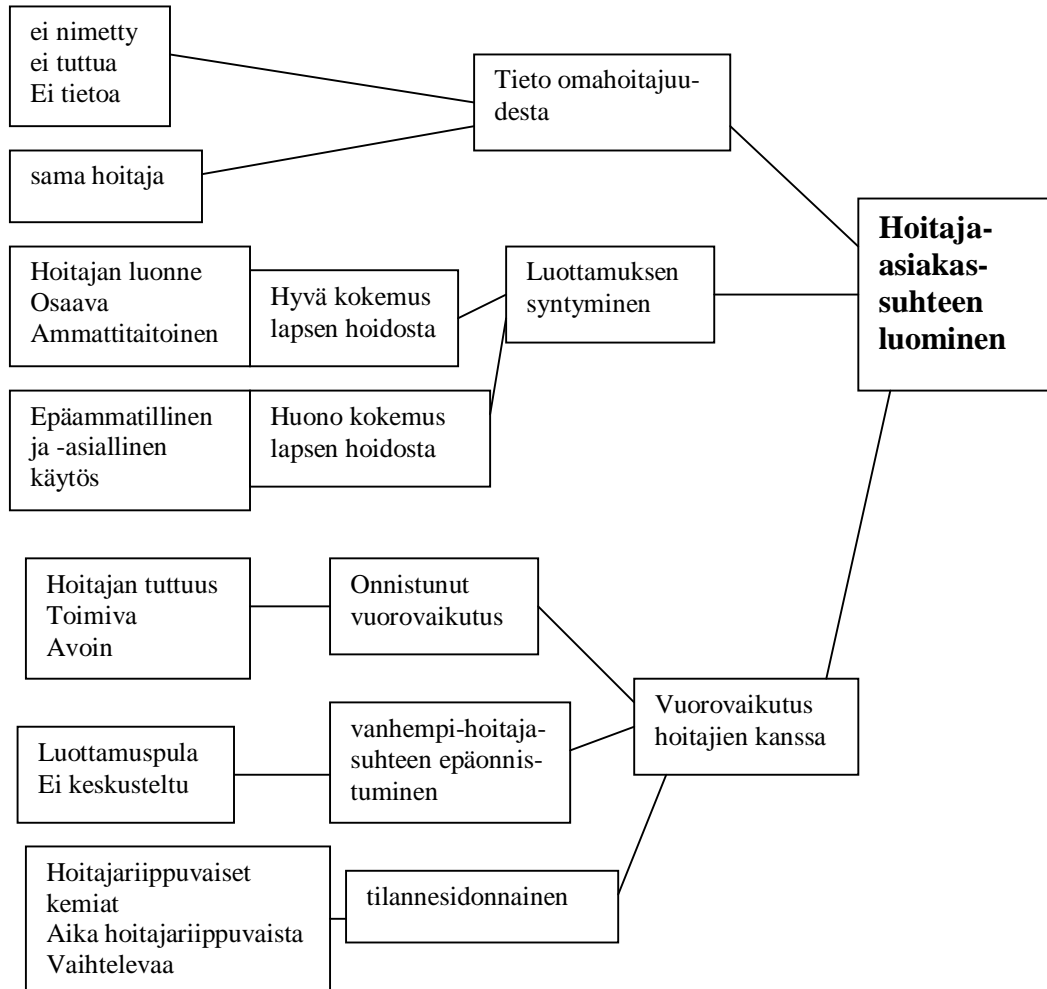 ei nimetty
ei tuttua
Ei tietoa
Tieto omahoitajuu-
desta
sama hoitaja
Hoitaja-
asiakas-
suhteen
luominen
Hoitajan luonne
Osaava
Ammattitaitoinen
Hyvä kokemus
lapsen hoidosta
Luottamuksen
syntyminen
Epäammatillinen
ja -asiallinen
käytös
Huono kokemus
lapsen hoidosta
Hoitajan tuttuus
Toimiva
Avoin
Onnistunut
vuorovaikutus
Vuorovaikutus
hoitajien kanssa
Luottamuspula
Ei keskusteltu
vanhempi-hoitaja-
suhteen epäonnis-
tuminen
Hoitajariippuvaiset
kemiat
Aika hoitajariippuvaista
Vaihtelevaa
tilannesidonnainen